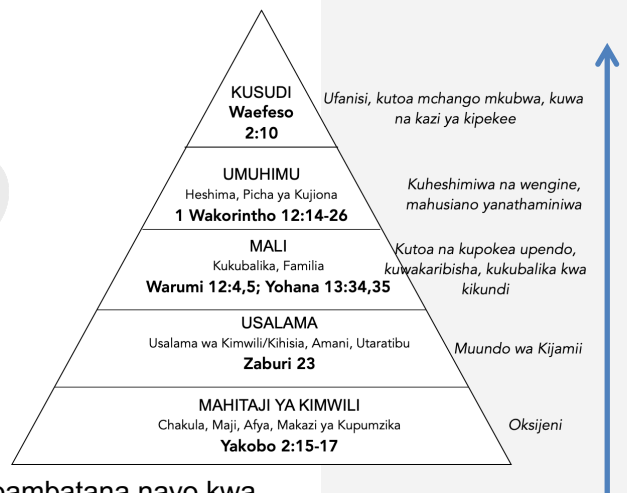 KUSUDI
Waefeso
2:10
Ufanisi, kutoa mchango mkubwa, kuwa
na kazi ya kipekee
UMUHIMU
Heshima, Picha ya Kujiona
1 Wakorintho 12:14-26
Kuheshimiwa na wengine,
mahusiano yanathaminiwa
MALI
Kukubalika, Familia
Warumi 12:4,5; Yohana 13:34,35
Kutoa na kupokea upendo,
kuwakaribisha, kukubalika kwa
kikundi
USALAMA
Usalama wa Kimwili/Kihisia, Amani, Utaratibu
Zaburi 23
Muundo wa Kijamii
MAHITAJI YA KIMWILI
Chakula, Maji, Afya, Makazi ya Kupumzika
Yakobo 2:15-17
Oksijeni
nayo kwa